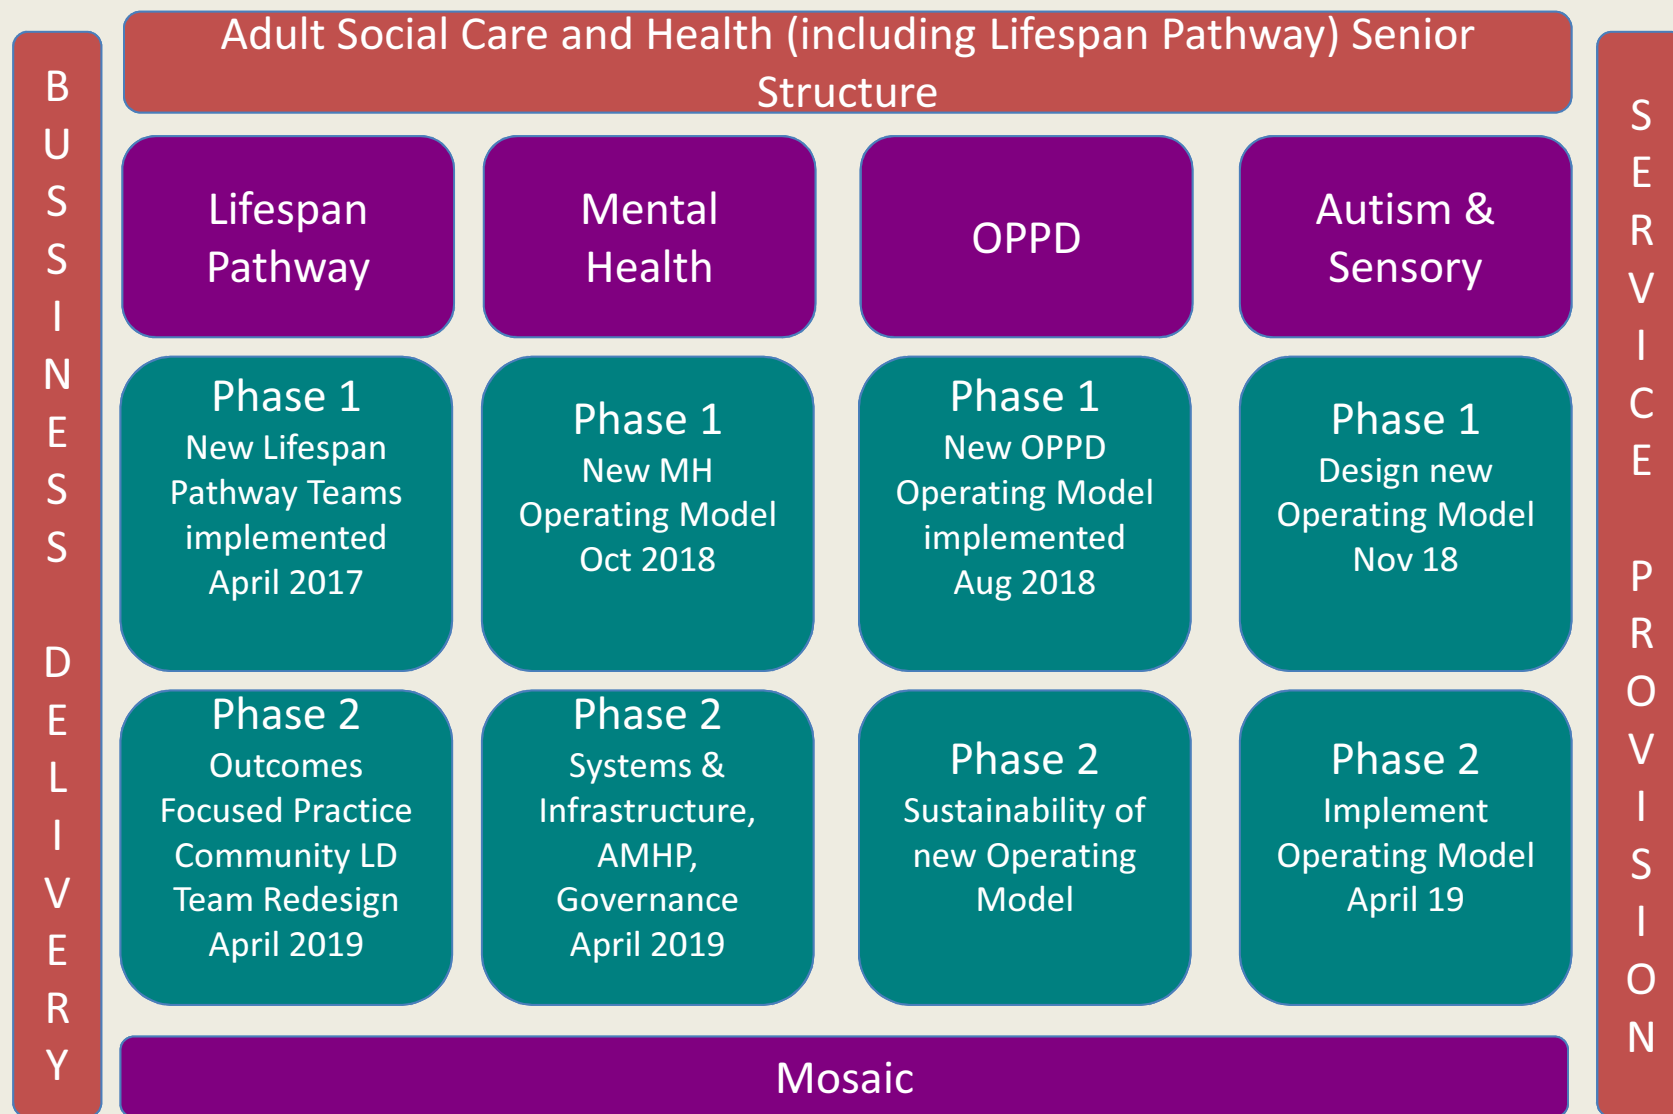 Adult Social Care and Health (including Lifespan Pathway) Senior
Structure
B
U
S
S
I
N
E
S
S
D
E
L
I
V
E
R
Y
Lifespan
Pathway
Mental
Health
OPPD
Autism &
Sensory
Phase 1
New Lifespan
Pathway Teams
implemented
April 2017
Phase 1
New MH
Operating Model
Oct 2018
Phase 1
New OPPD
Operating Model
implemented
Aug 2018
Phase 1
Design new
Operating Model
Nov 18
Phase 2
Outcomes
Focused Practice
Community LD
Team Redesign
April 2019
Phase 2
Systems &
Infrastructure,
AMHP,
Governance
April 2019
Phase 2
Sustainability of
new Operating
Model
Phase 2
Implement
Operating Model
April 19
Mosaic
S
E
R
V
I
C
E
P
R
O
V
I
S
I
O
N